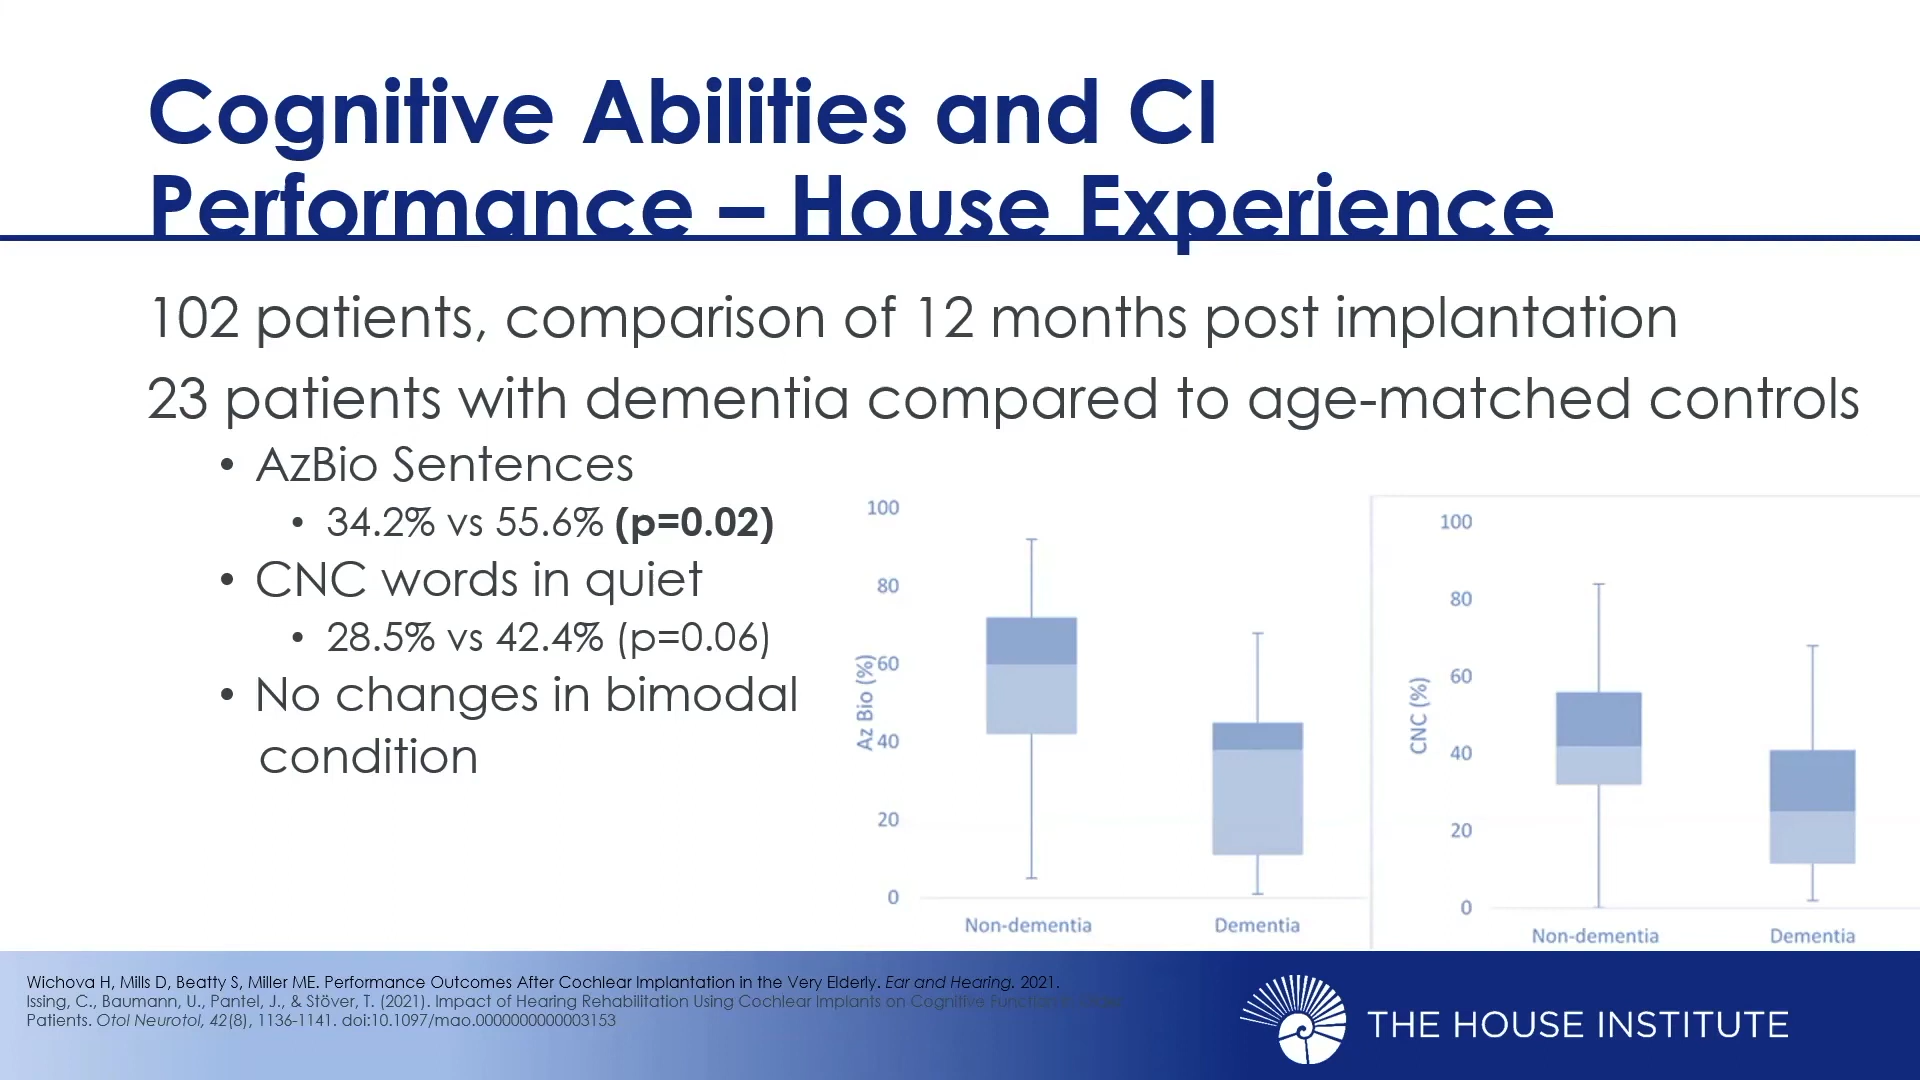 Cognitive Abilities and CI
Performance – House Experience
102 patients, comparison of 12 months post implantation
23 patients with dementia compared to age-matched controls
• AzBio Sentences
• 34.2% vs 55.6% (p=0.02)
• CNC words in quiet
• 28.5% vs 42.4% (p=0.06)
• No changes in bimodal
condition
100
80
60
40
20
0
Az Bio (%)
Non-dementia
Dementia
100
80
60
40
20
0
CNC (%)
Non-dementia
Dementia
Wichova H, Mills D, Beatty S, Miller ME. Performance Outcomes After Cochlear Implantation in the Very Elderly. Ear and Hearing. 2021.
Issing, C., Baumann, U., Pantel, J., & Stöver, T. (2021). Impact of Hearing Rehabilitation Using Cochlear Implants on Cognitive Function
Patients. Otol Neurotol, 42(8), 1136-1141. doi:10.1097/mao.0000000000003153
THE HOUSE INSTITUTE